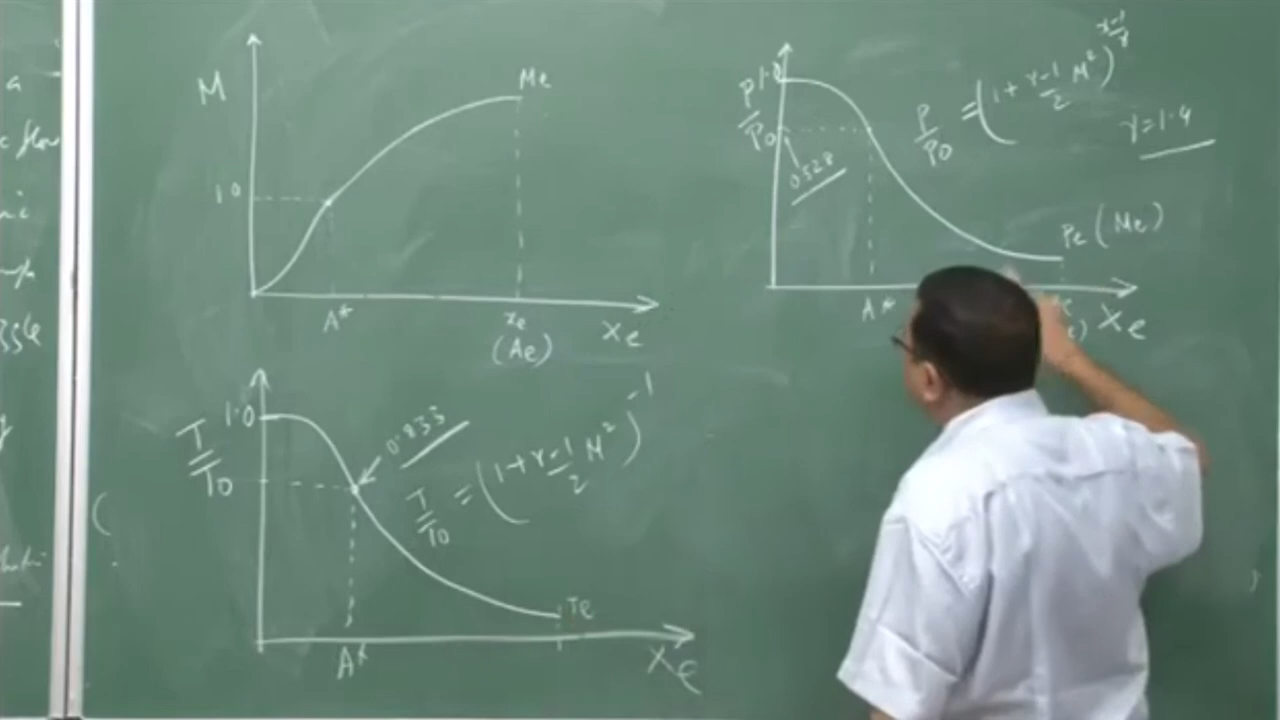 M
Me
1.0
A*
xe
(Ae)
Xe
P/P0
1.0
0.528
P/P0 = (1 + γ-1/2 M²)^γ-1/γ
γ=1.4
Pe (Me)
A*
Xe
T/T0
1.0
0.833
T/T0 = (1 + γ-1/2 M²)^-1
Te
A*
Xe
a